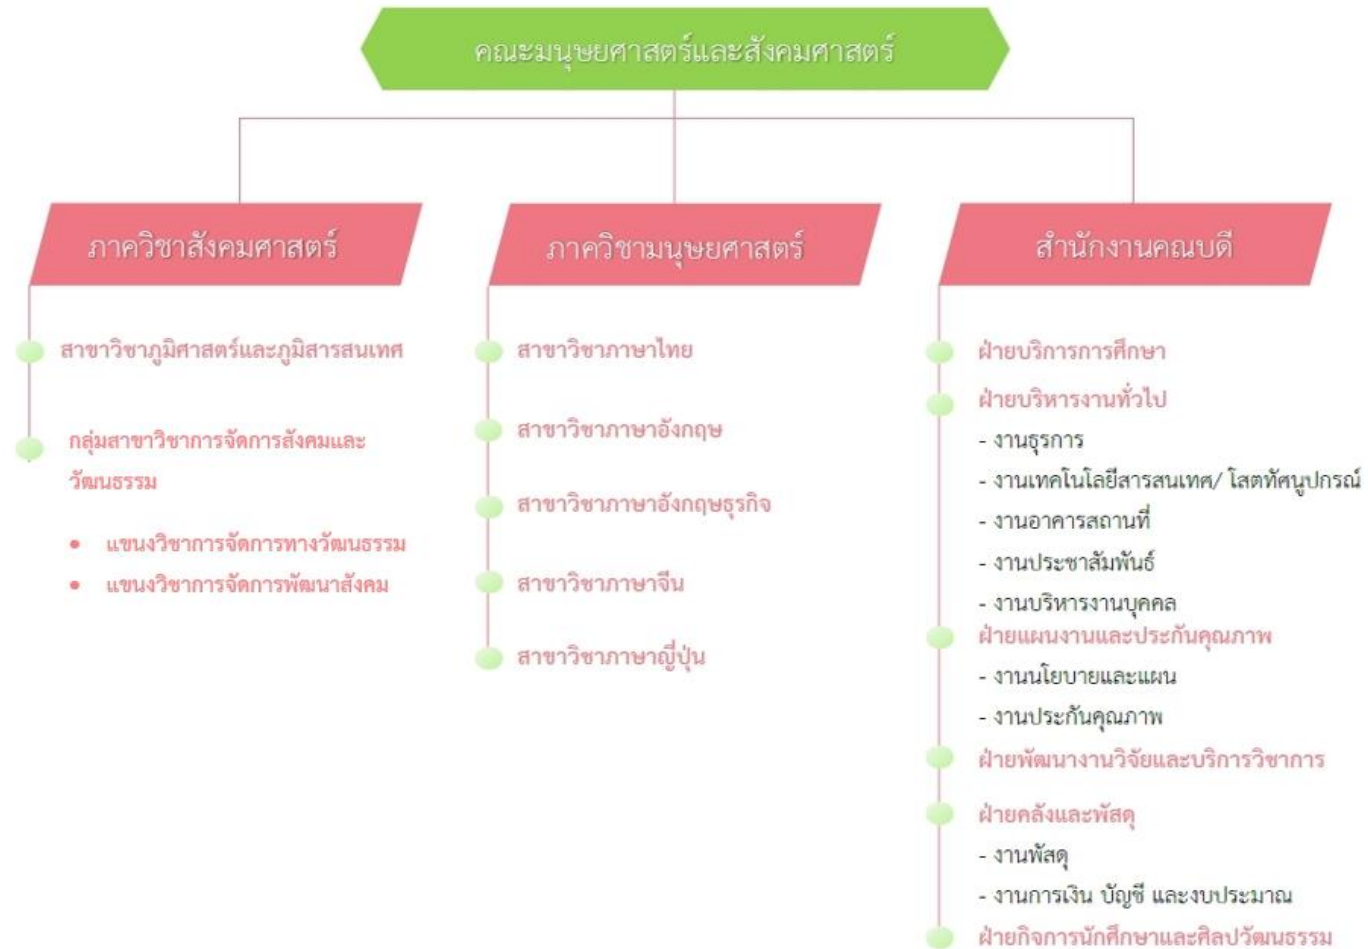 คณะมนุษยศาสตร์และสังคมศาสตร์
ภาควิชาสังคมศาสตร์
สาขาวิชาภูมิศาสตร์และภูมิสารสนเทศ
กลุ่มสาขาวิชาการจัดการสังคมและ
วัฒนธรรม
• แขนงวิชาการจัดการทางวัฒนธรรม
• แขนงวิชาการจัดการพัฒนาสังคม
ภาควิชามนุษยศาสตร์
สาขาวิชาภาษาไทย
สาขาวิชาภาษาอังกฤษ
สาขาวิชาภาษาอังกฤษธุรกิจ
สาขาวิชาภาษาจีน
สาขาวิชาภาษาญี่ปุ่น
สำนักงานคณบดี
ฝ่ายบริการการศึกษา
ฝ่ายบริหารงานทั่วไป
- งานธุรการ
- งานเทคโนโลยีสารสนเทศ/ โสตทัศนูปกรณ์
- งานอาคารสถานที่
- งานประชาสัมพันธ์
- งานบริหารงานบุคคล
ฝ่ายแผนงานและประกันคุณภาพ
- งานนโยบายและแผน
- งานประกันคุณภาพ
ฝ่ายพัฒนางานวิจัยและบริการวิชาการ
ฝ่ายคลังและพัสดุ
- งานพัสดุ
- งานการเงิน บัญชี และงบประมาณ
ฝ่ายกิจการนักศึกษาและศิลปวัฒนธรรม